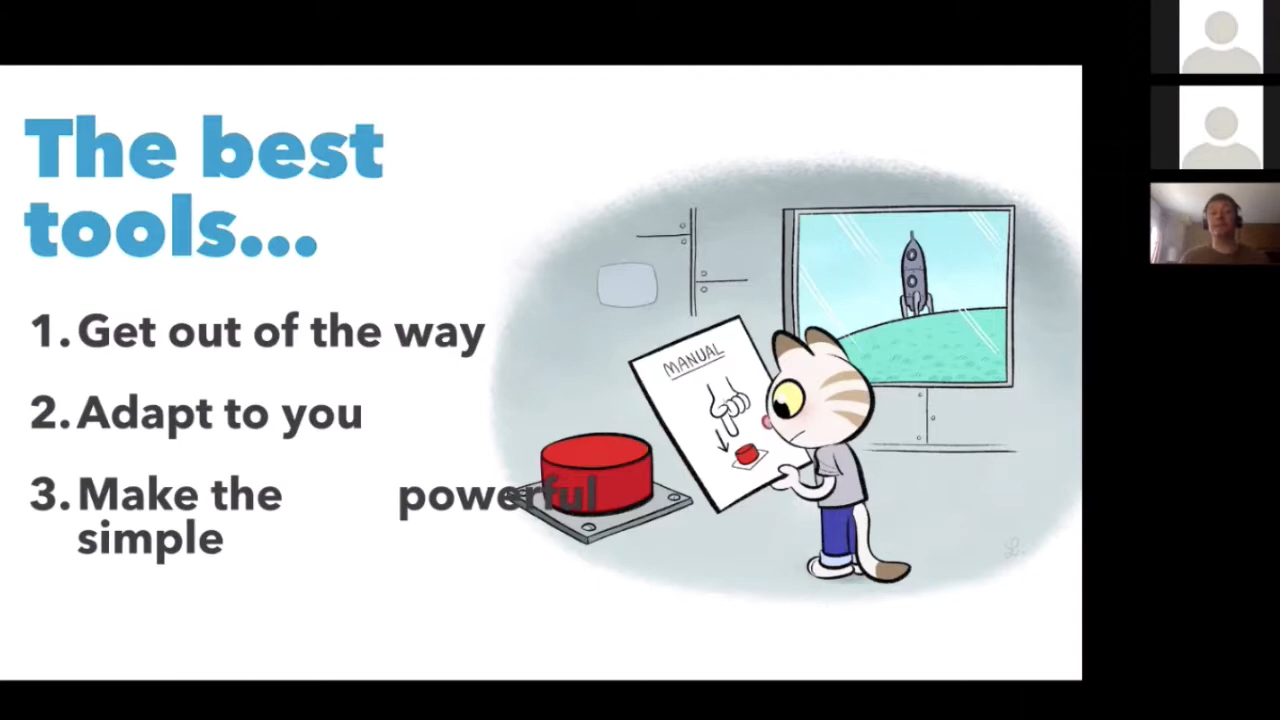 The best
tools...
1. Get out of the way
2. Adapt to you
3. Make the powerful
simple
MANUAL